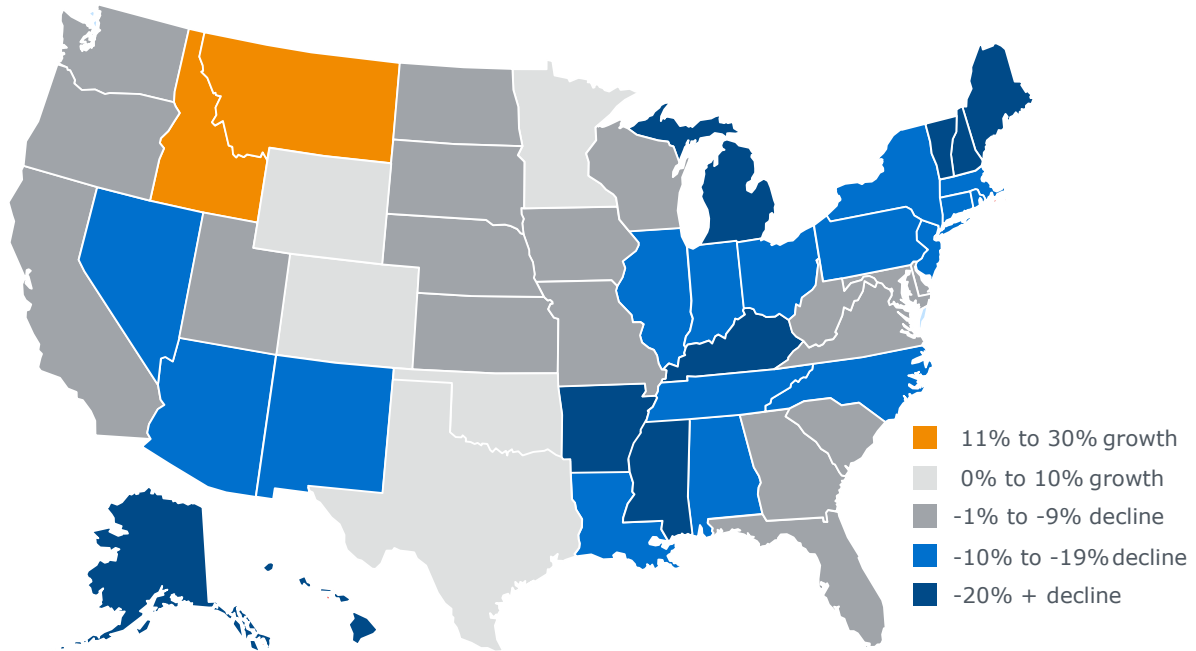 11% to 30% growth
0% to 10% growth
-1% to -9% decline
-10% to -19% decline
-20% + decline